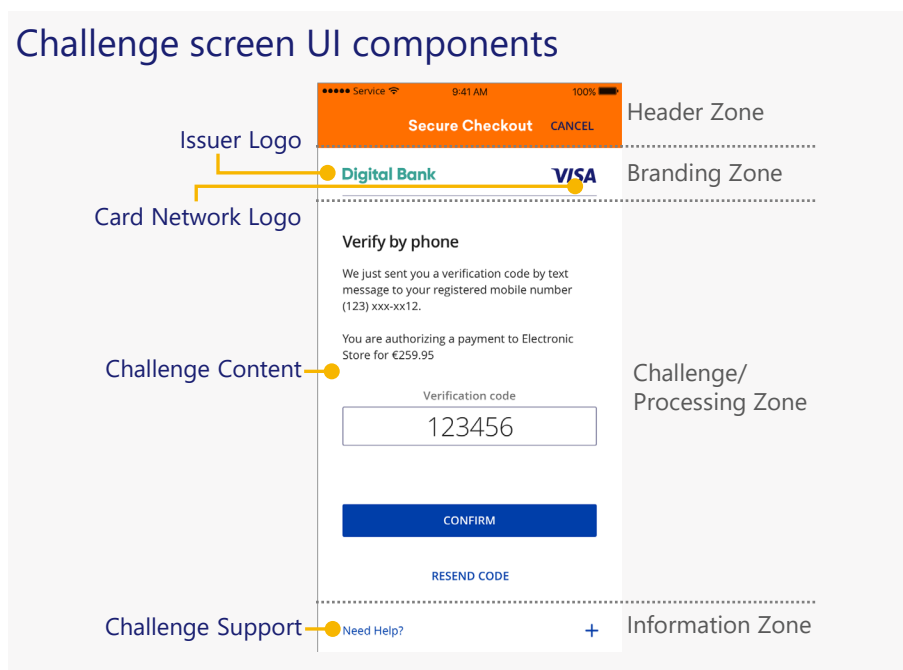 Challenge screen UI components
Service 9:41 AM 100%
Secure Checkout CANCEL
Header Zone
Issuer Logo
Digital Bank VISA
Branding Zone
Card Network Logo
Verify by phone
We just sent you a verification code by text
message to your registered mobile number
(123) xxx-xx12.
You are authorizing a payment to Electronic
Store for €259.95
Challenge Content
Challenge/
Processing Zone
Verification code
123456
CONFIRM
RESEND CODE
Challenge Support
Need Help? +
Information Zone